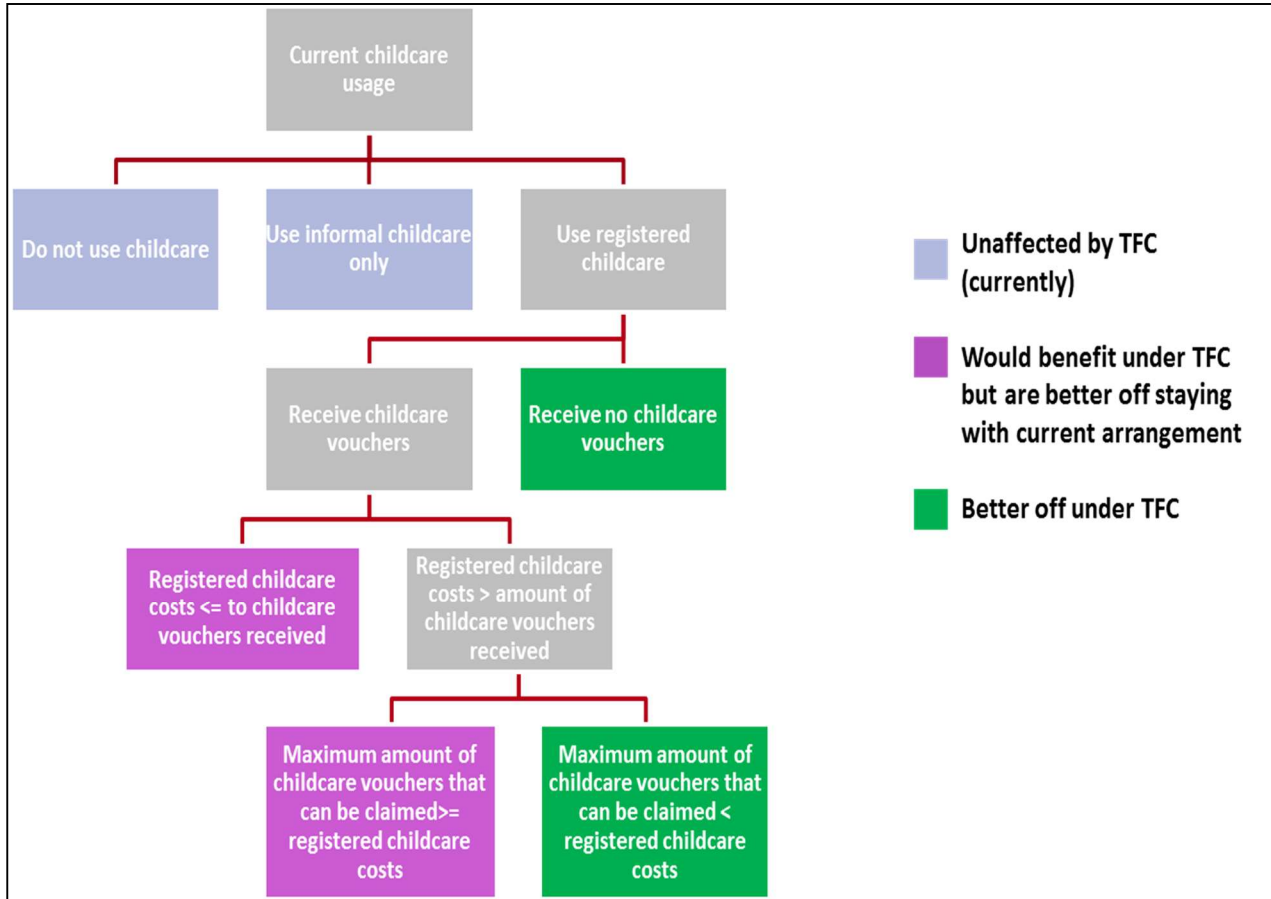 Current childcare
usage
Do not use childcare
Use informal childcare
only
Use registered
childcare
Receive childcare
vouchers
Receive no childcare
vouchers
Registered childcare
costs <= to childcare
vouchers received
Registered childcare
costs > amount of
childcare vouchers
received
Maximum amount of
childcare vouchers that
can be claimed>=
registered childcare
costs
Maximum amount of
childcare vouchers that
can be claimed <
registered childcare
costs
Unaffected by TFC
(currently)
Would benefit under TFC
but are better off staying
with current arrangement
Better off under TFC